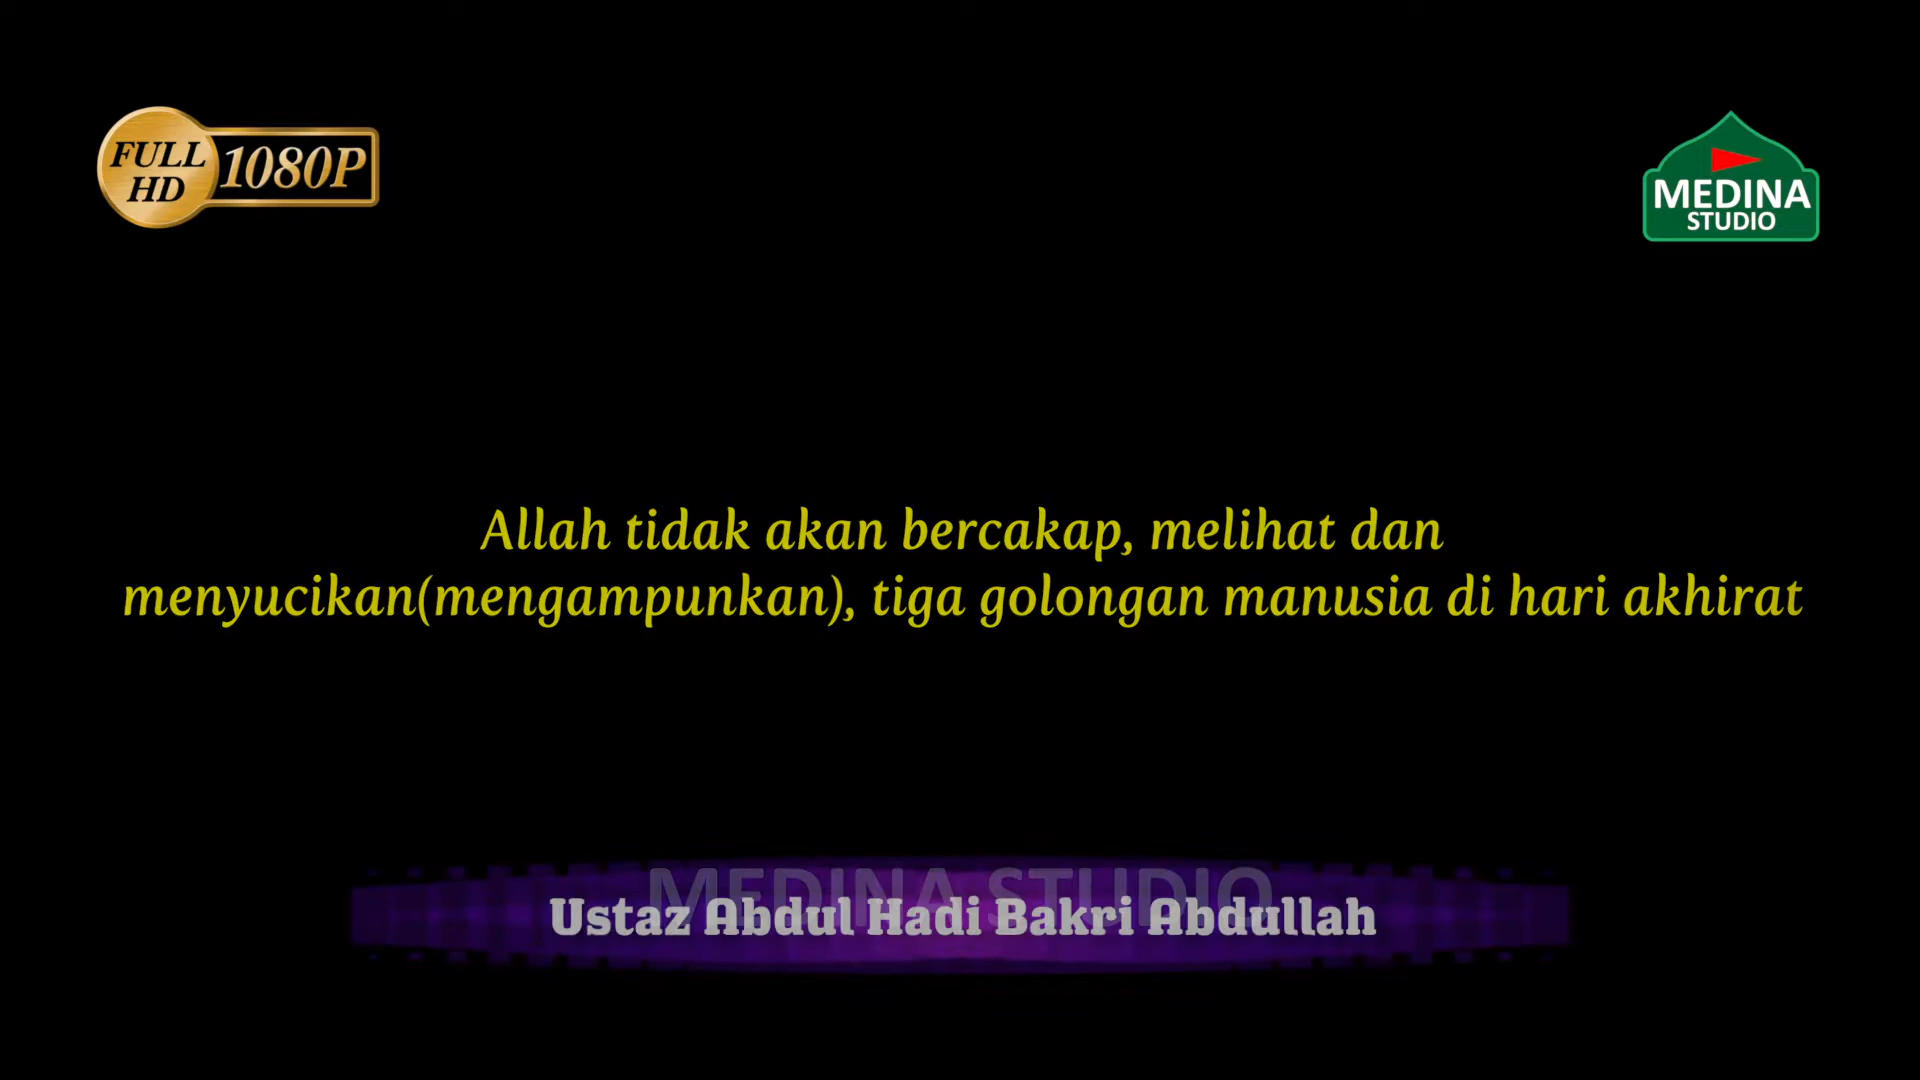 FULL
HD
1080P
MEDINA
STUDIO
Allah tidak akan bercakap, melihat dan
menyucikan(mengampunkan), tiga golongan manusia di hari akhirat
MEDINA STUDIO
Ustaz Abdul Hadi Bakri Abdullah